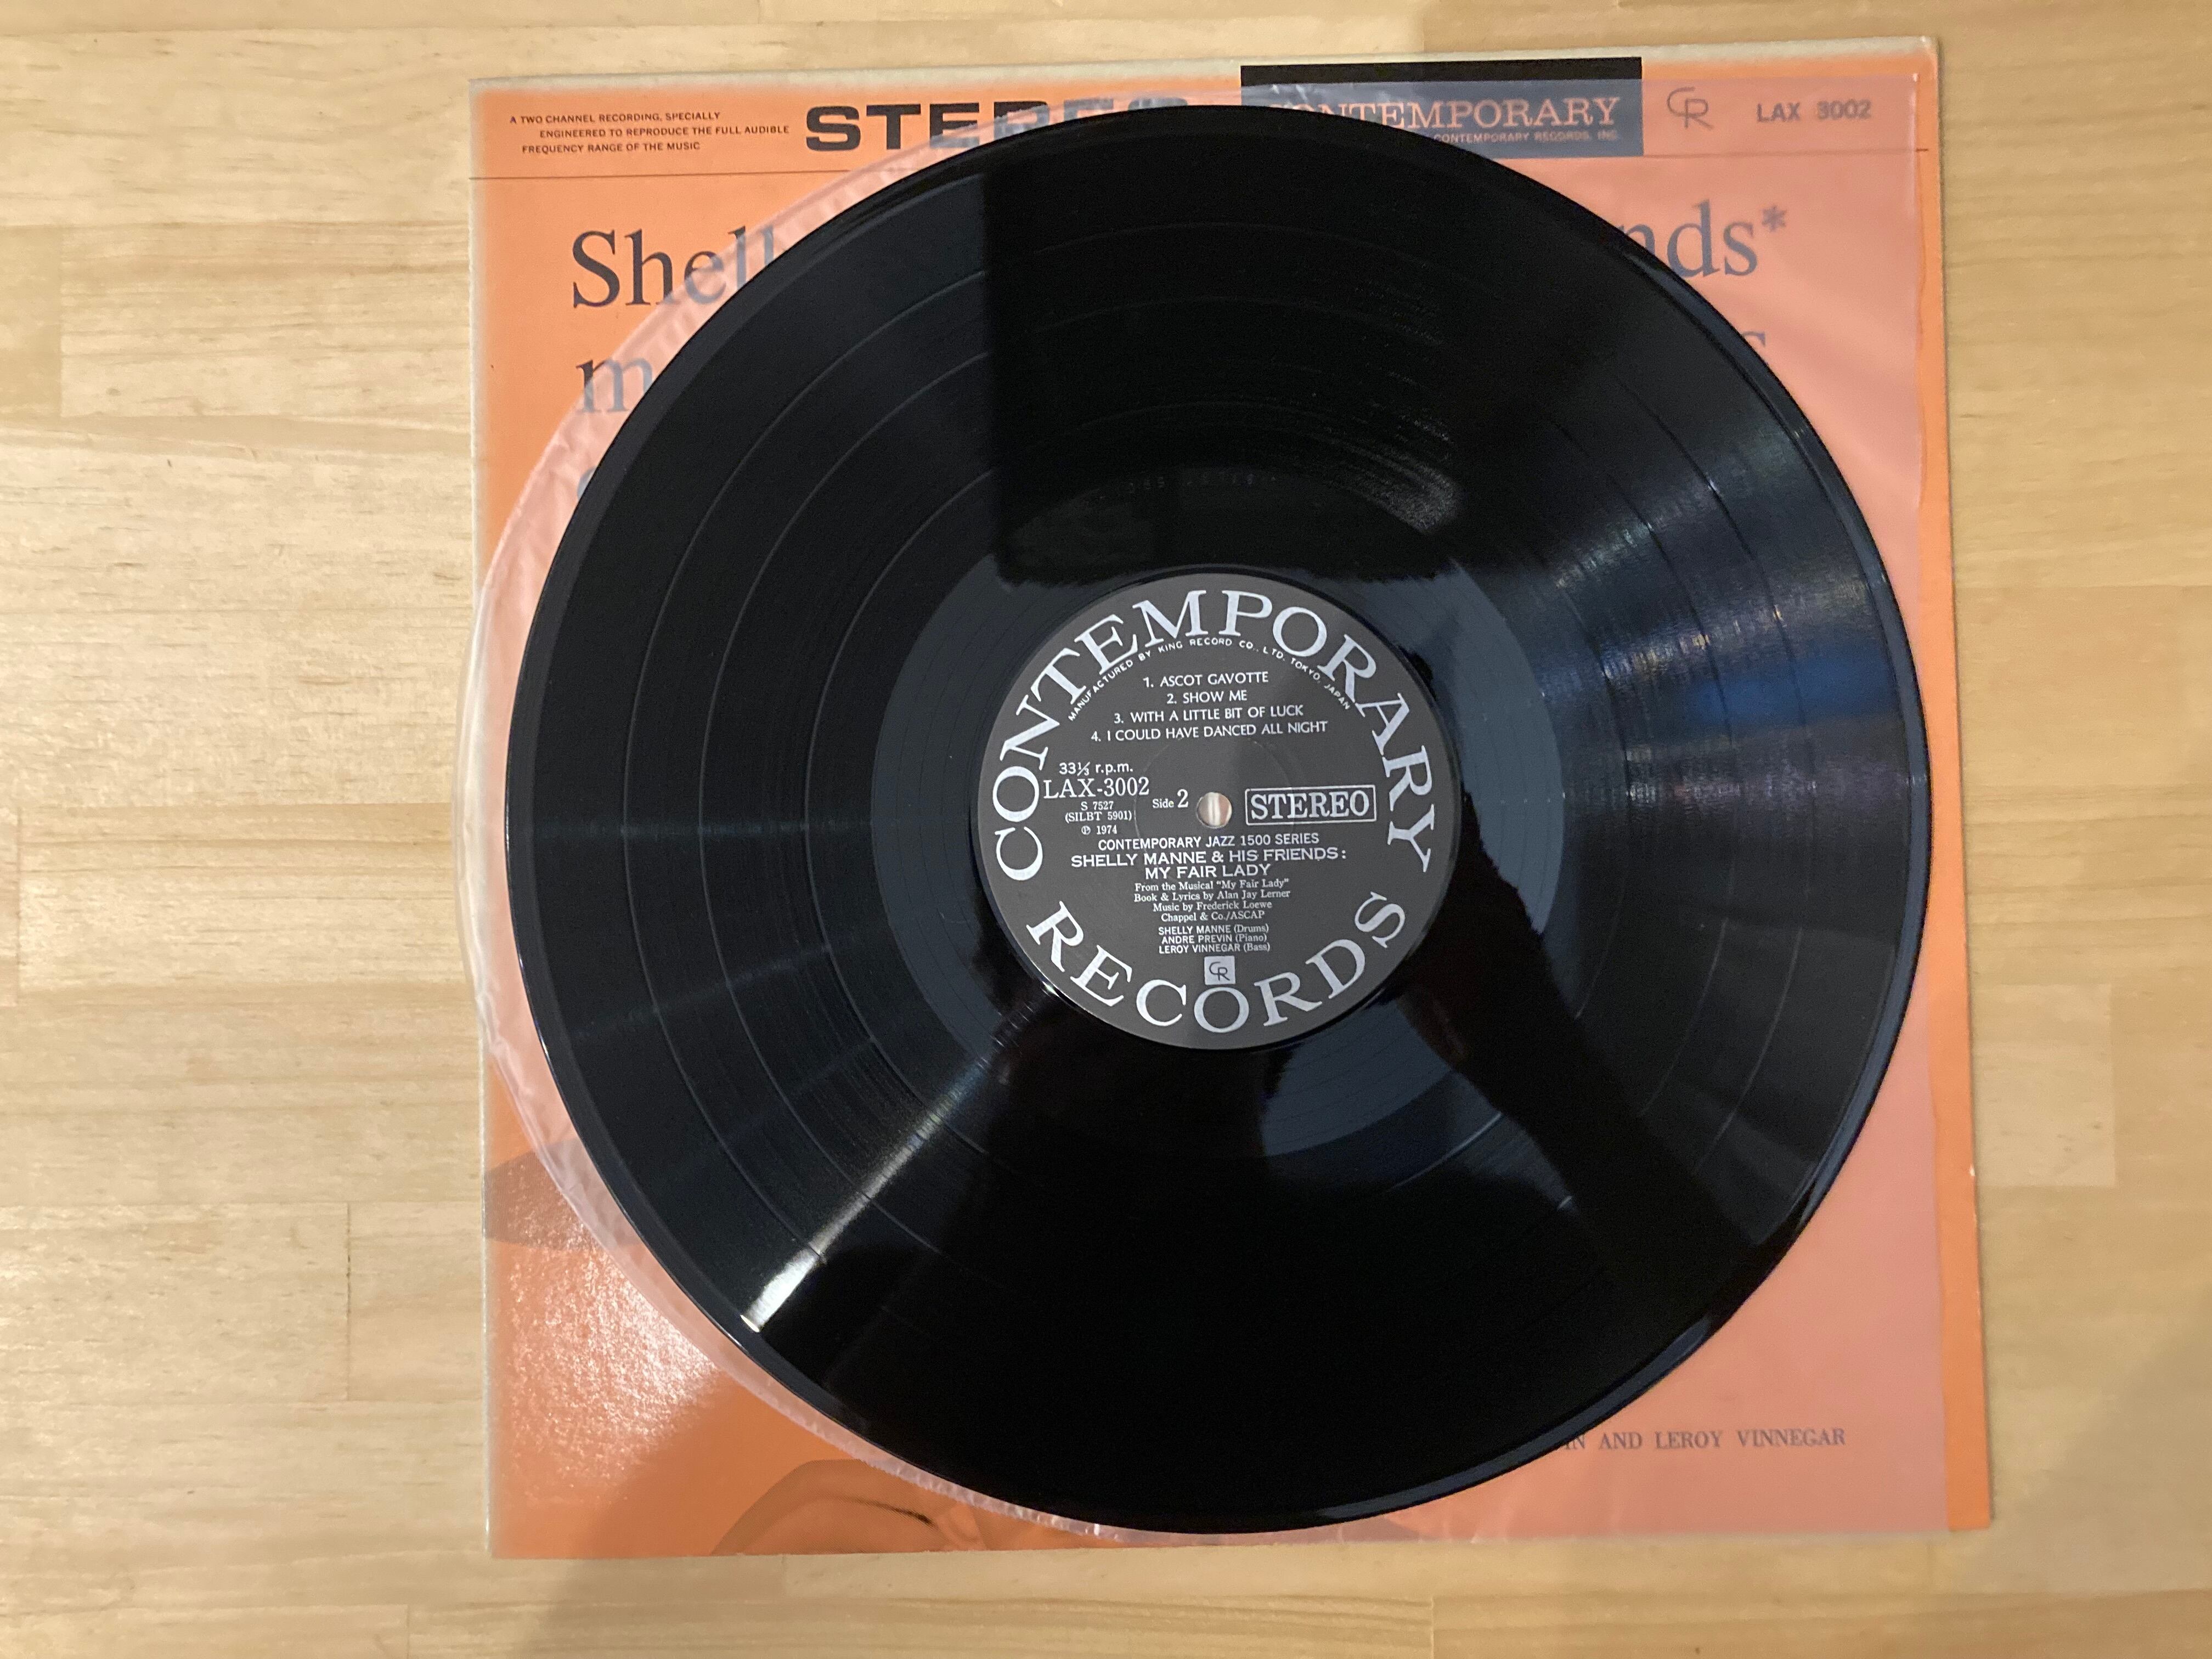 A TWO CHANNEL RECORDING, SPECIALLY
ENGINEERED TO REPRODUCE THE FULL AUDIBLE
FREQUENCY RANGE OF THE MUSIC
STEREO
CONTEMPORARY
CONTEMPORARY RECORDS, INC.
CR
LAX 3002
Shell
nds*
m
s
CONTEMPORARY
MANUFACTURED BY KING RECORD CO., LTD. TOKYO, JAPAN
1. ASCOT GAVOTTE
2. SHOW ME
3. WITH A LITTLE BIT OF LUCK
4. I COULD HAVE DANCED ALL NIGHT
33⅓ r.p.m.
LAX-3002
S 7527
(SILBT 5901)
℗ 1974
Side 2
STEREO
CONTEMPORARY JAZZ 1500 SERIES
SHELLY MANNE & HIS FRIENDS:
MY FAIR LADY
From the Musical "My Fair Lady"
Book & Lyrics by Alan Jay Lerner
Music by Frederick Loewe
Chappel & Co./ASCAP
SHELLY MANNE (Drums)
ANDRE PREVIN (Piano)
LEROY VINNEGAR (Bass)
CR
RECORDS
IN AND LEROY VINNEGAR